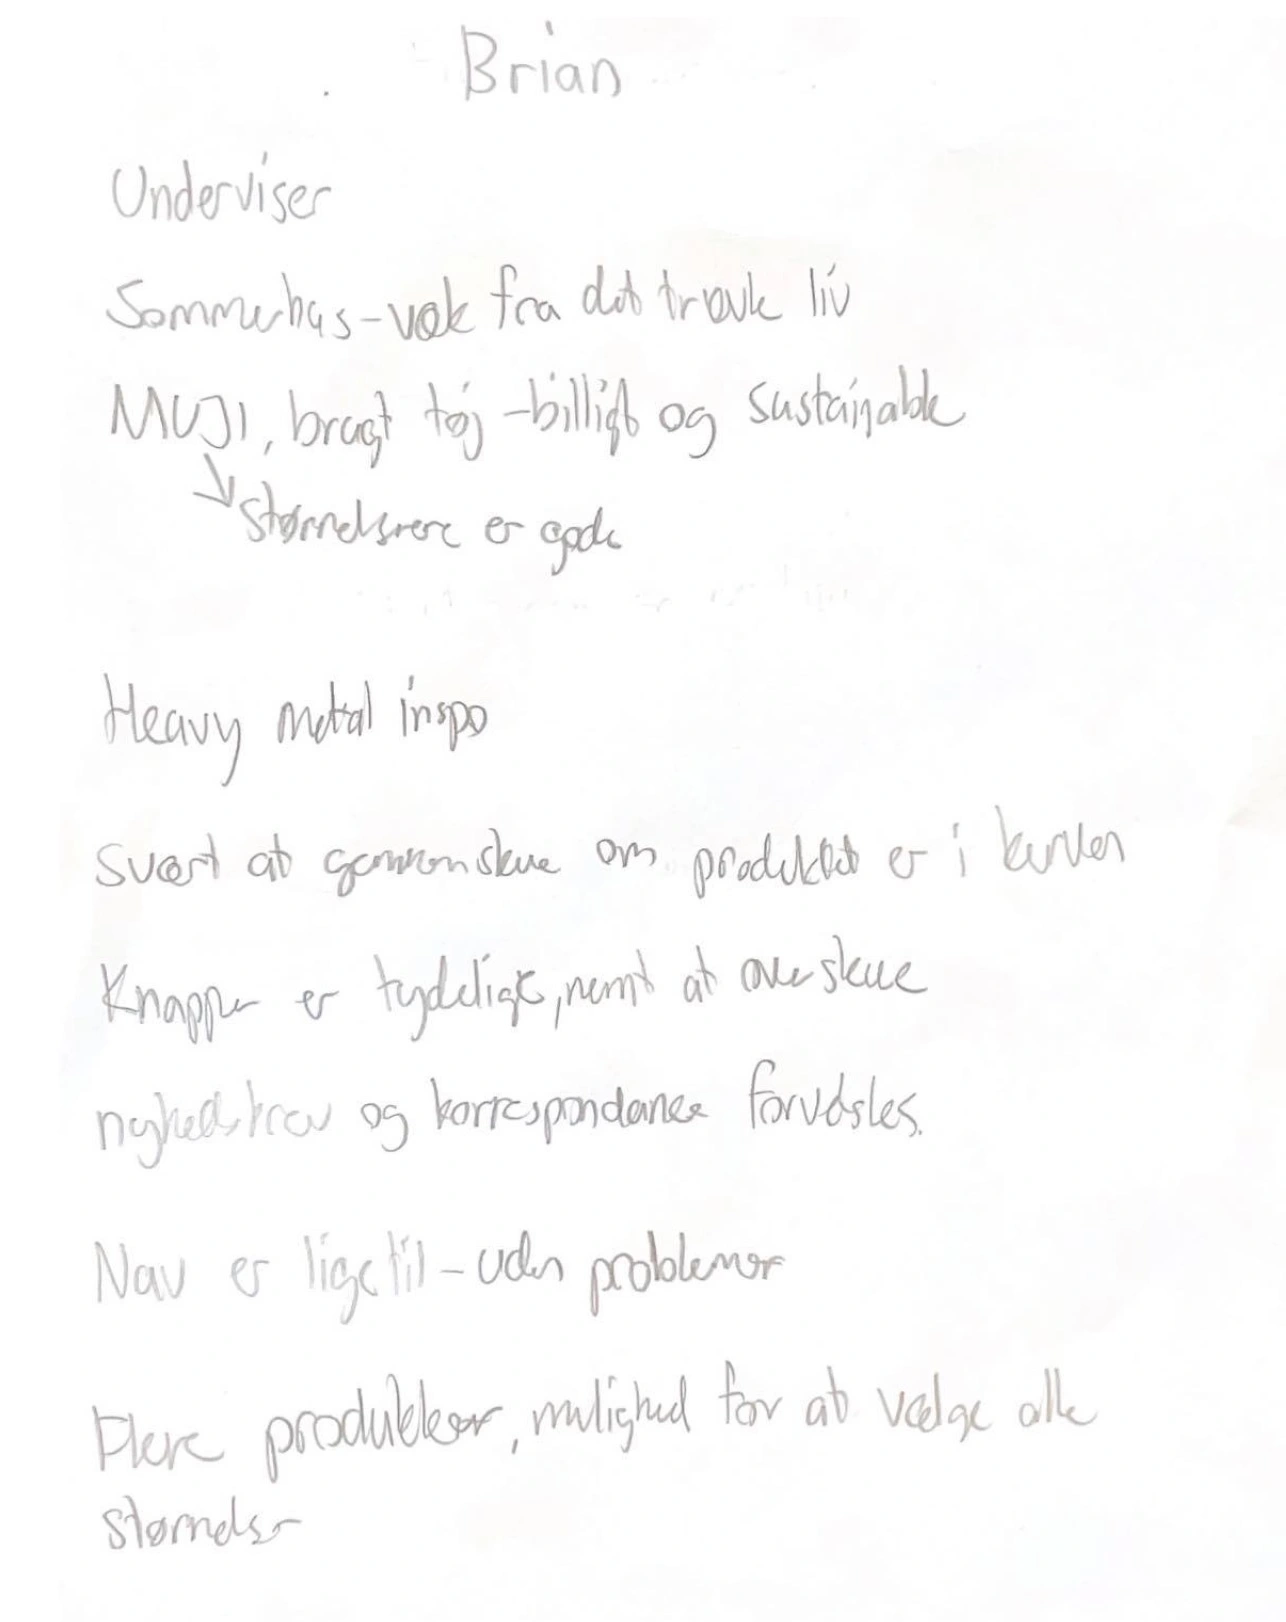 Brian
Underviser
Sommerhus - væk fra det travle liv
MUJI, brugt tøj - billigt og sustainable
↘ størrelserne er gode
Heavy metal inspo
Svært at gennemskue om produktet er i kurven
Knapper er tydelige, nemt at overskue
nyhedsbrev og korrespondance forveksles.
Nav er lige til - uden problemer
Flere produkter, mulighed for at vælge alle
størrelser